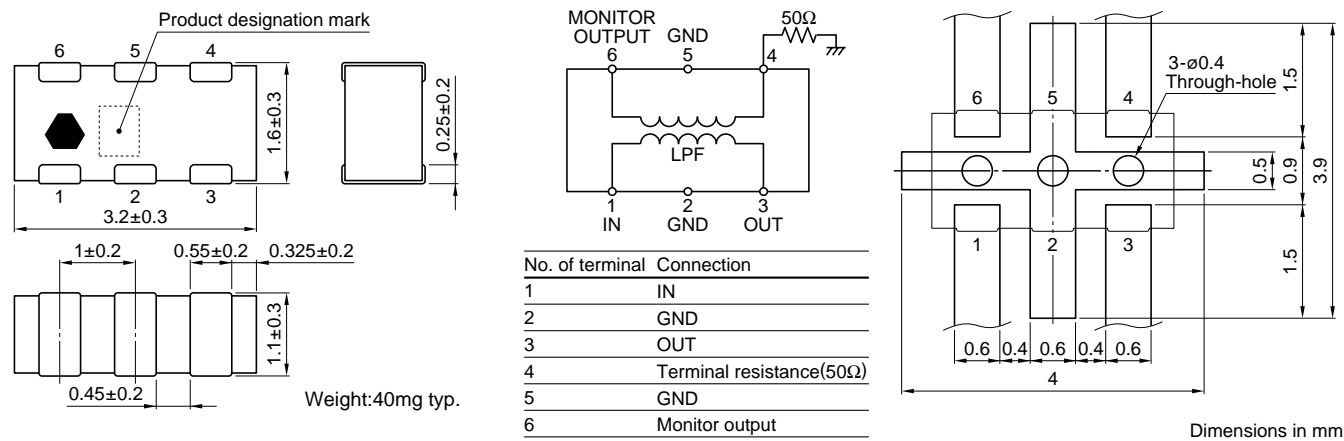 Product designation mark
6 5 4
1 2 3
3.2±0.3
1.6±0.3
0.25±0.2
1±0.2 0.55±0.2 0.325±0.2
1.1±0.3
0.45±0.2
Weight:40mg typ.
MONITOR
OUTPUT GND
50Ω
6 5 4
LPF
1 2 3
IN GND OUT
No. of terminal Connection
1 IN
2 GND
3 OUT
4 Terminal resistance(50Ω)
5 GND
6 Monitor output
3-ø0.4
Through-hole
6 5 4
1 2 3
1.5
0.5
0.9
3.9
1.5
0.6 0.4 0.6 0.4 0.6
4
Dimensions in mm